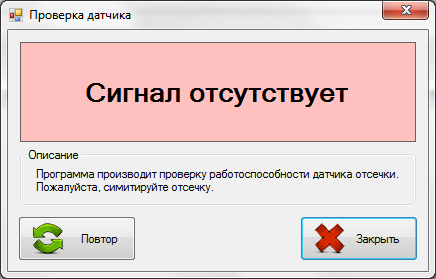 Проверка датчика
Сигнал отсутствует
Описание
Программа производит проверку работоспособности датчика отсечки.
Пожалуйста, симитируйте отсечку.
Повтор
Закрыть